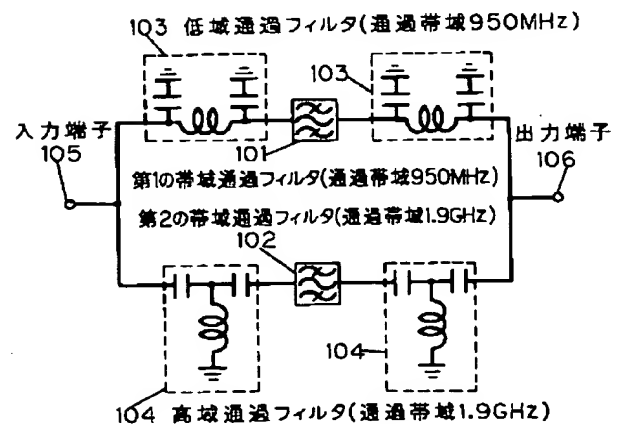 103 低域通過フィルタ(通過帯域950MHz)
103
入力端子
105
101
出力端子
106
第1の帯域通過フィルタ(通過帯域950MHz)
第2の帯域通過フィルタ(通過帯域1.9GHz)
102
104
104 高域通過フィルタ(通過帯域1.9GHz)